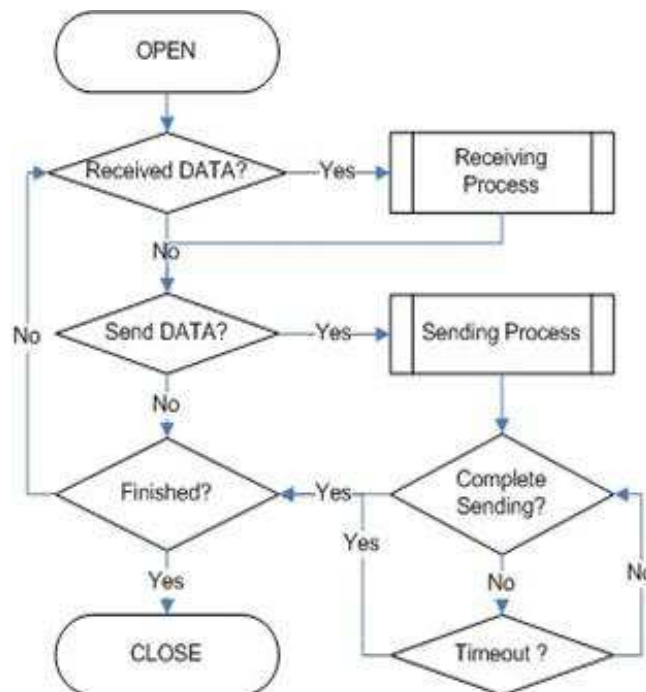 OPEN
Received DATA?
Yes
Receiving
Process
No
Send DATA?
Yes
Sending Process
No
No
Finished?
Yes
Complete
Sending?
Yes
No
No
Yes
CLOSE
Timeout ?